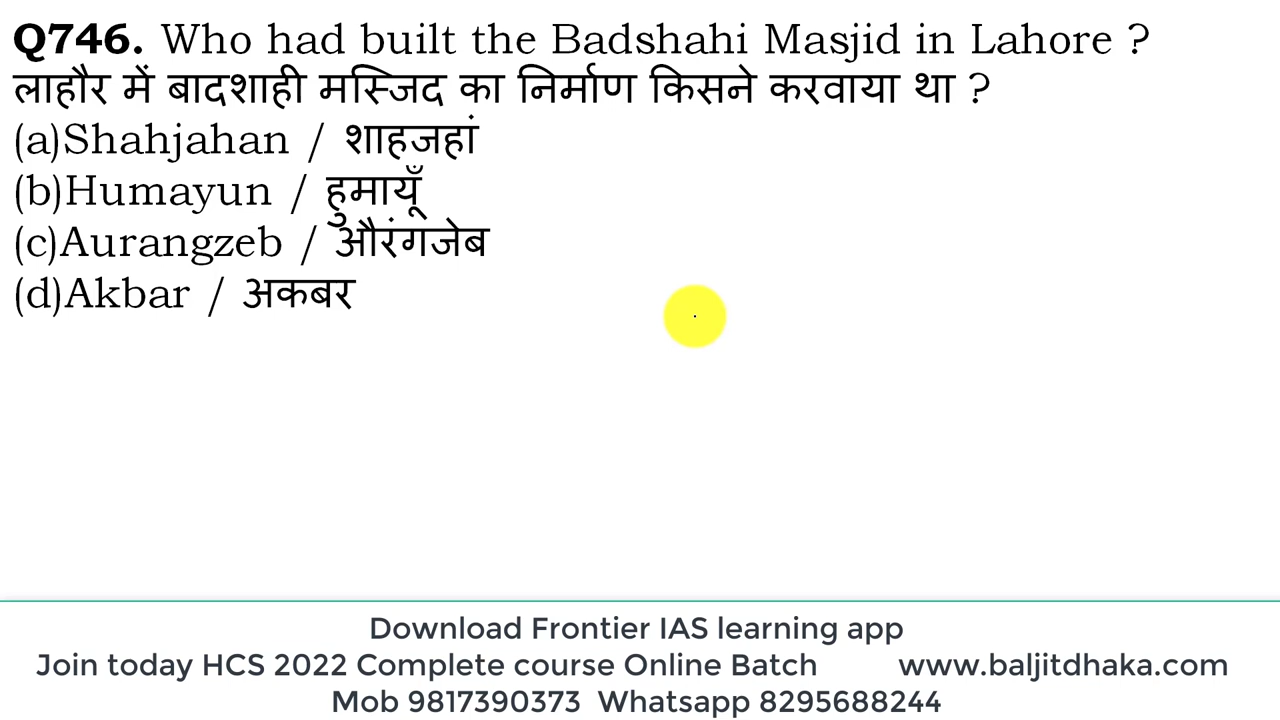 Q746. Who had built the Badshahi Masjid in Lahore ?
लाहौर में बादशाही मस्जिद का निर्माण किसने करवाया था ?
(a)Shahjahan / शाहजहां
(b)Humayun / हुमायूँ
(c)Aurangzeb / औरंगजेब
(d)Akbar / अकबर
Download Frontier IAS learning app
Join today HCS 2022 Complete course Online Batch www.baljitdhaka.com
Mob 9817390373 Whatsapp 8295688244